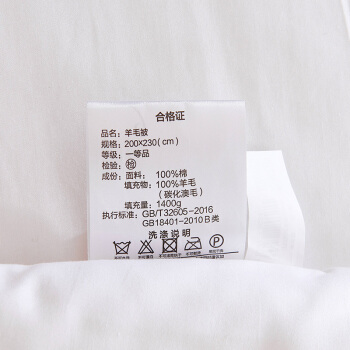 合格证
品名：羊毛被
规格：200X230(cm)
等级：一等品
检验：检
成份：面料：100%棉
填充物：100%羊毛
（碳化澳毛）
填充量：1400g
执行标准：GB/T32605-2016
GB18401-2010 B类
洗涤说明